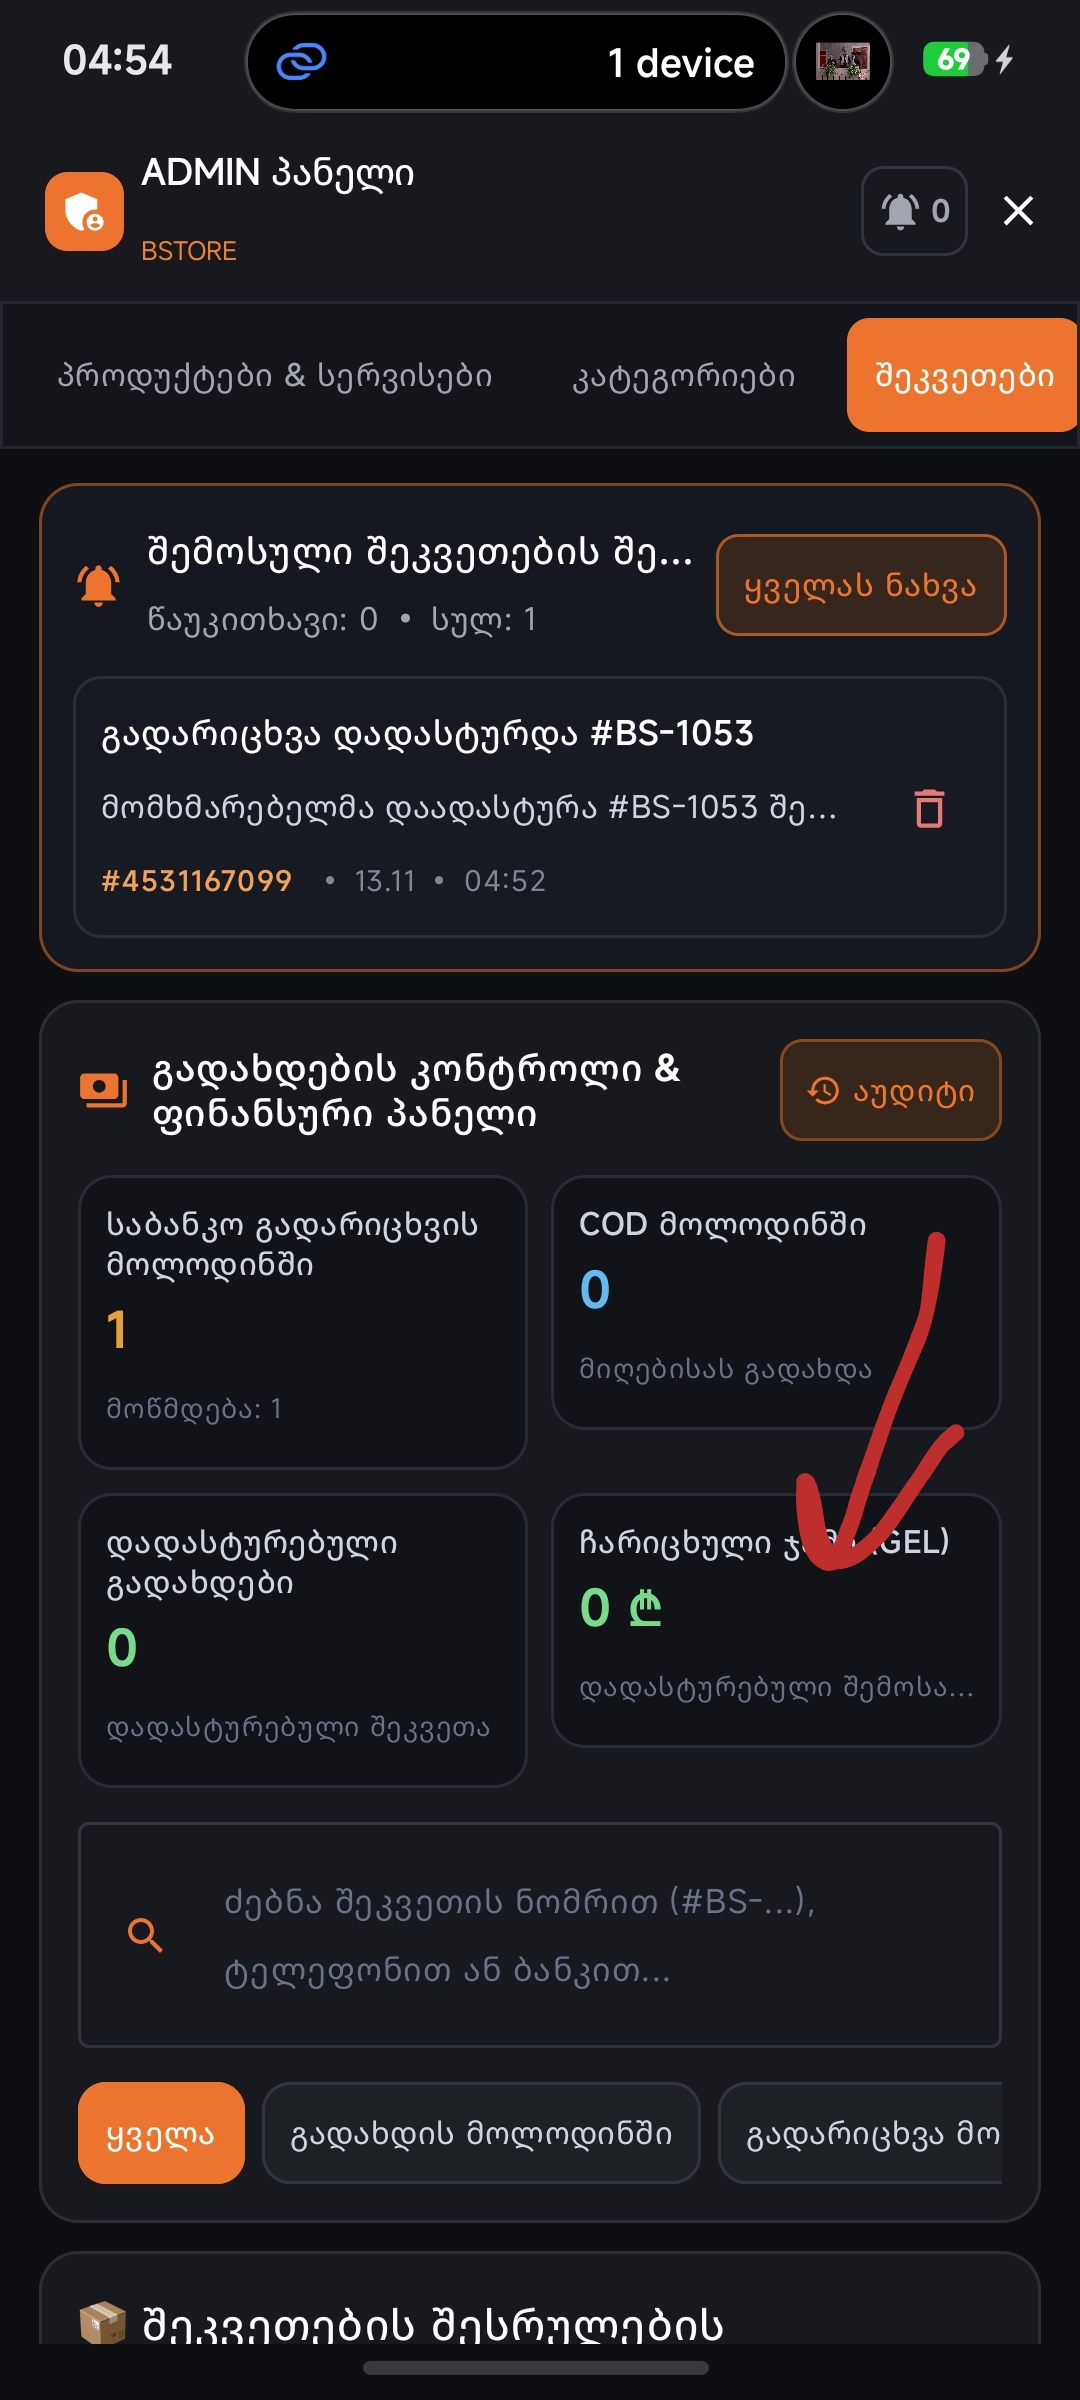 04:54
1 device
69
ADMIN პანელი
BSTORE
0
პროდუქტები & სერვისები
კატეგორიები
შეკვეთები
შემოსული შეკვეთების შე...
წაუკითხავი: 0 • სულ: 1
ყველას ნახვა
გადარიცხვა დადასტურდა #BS-1053
მომხმარებელმა დაადასტურა #BS-1053 შე...
#4531167099 • 13.11 • 04:52
გადახდების კონტროლი &
ფინანსური პანელი
აუდიტი
საბანკო გადარიცხვის
მოლოდინში
1
მოწმდება: 1
COD მოლოდინში
0
მიღებისას გადახდა
დადასტურებული
გადახდები
0
დადასტურებული შეკვეთა
ჩარიცხული (GEL)
0 ₾
დადასტურებული შემოსა...
ძებნა შეკვეთის ნომრით (#BS-...),
ტელეფონით ან ბანკით...
ყველა
გადახდის მოლოდინში
გადარიცხვა მო
შეკვეთების შესრულების